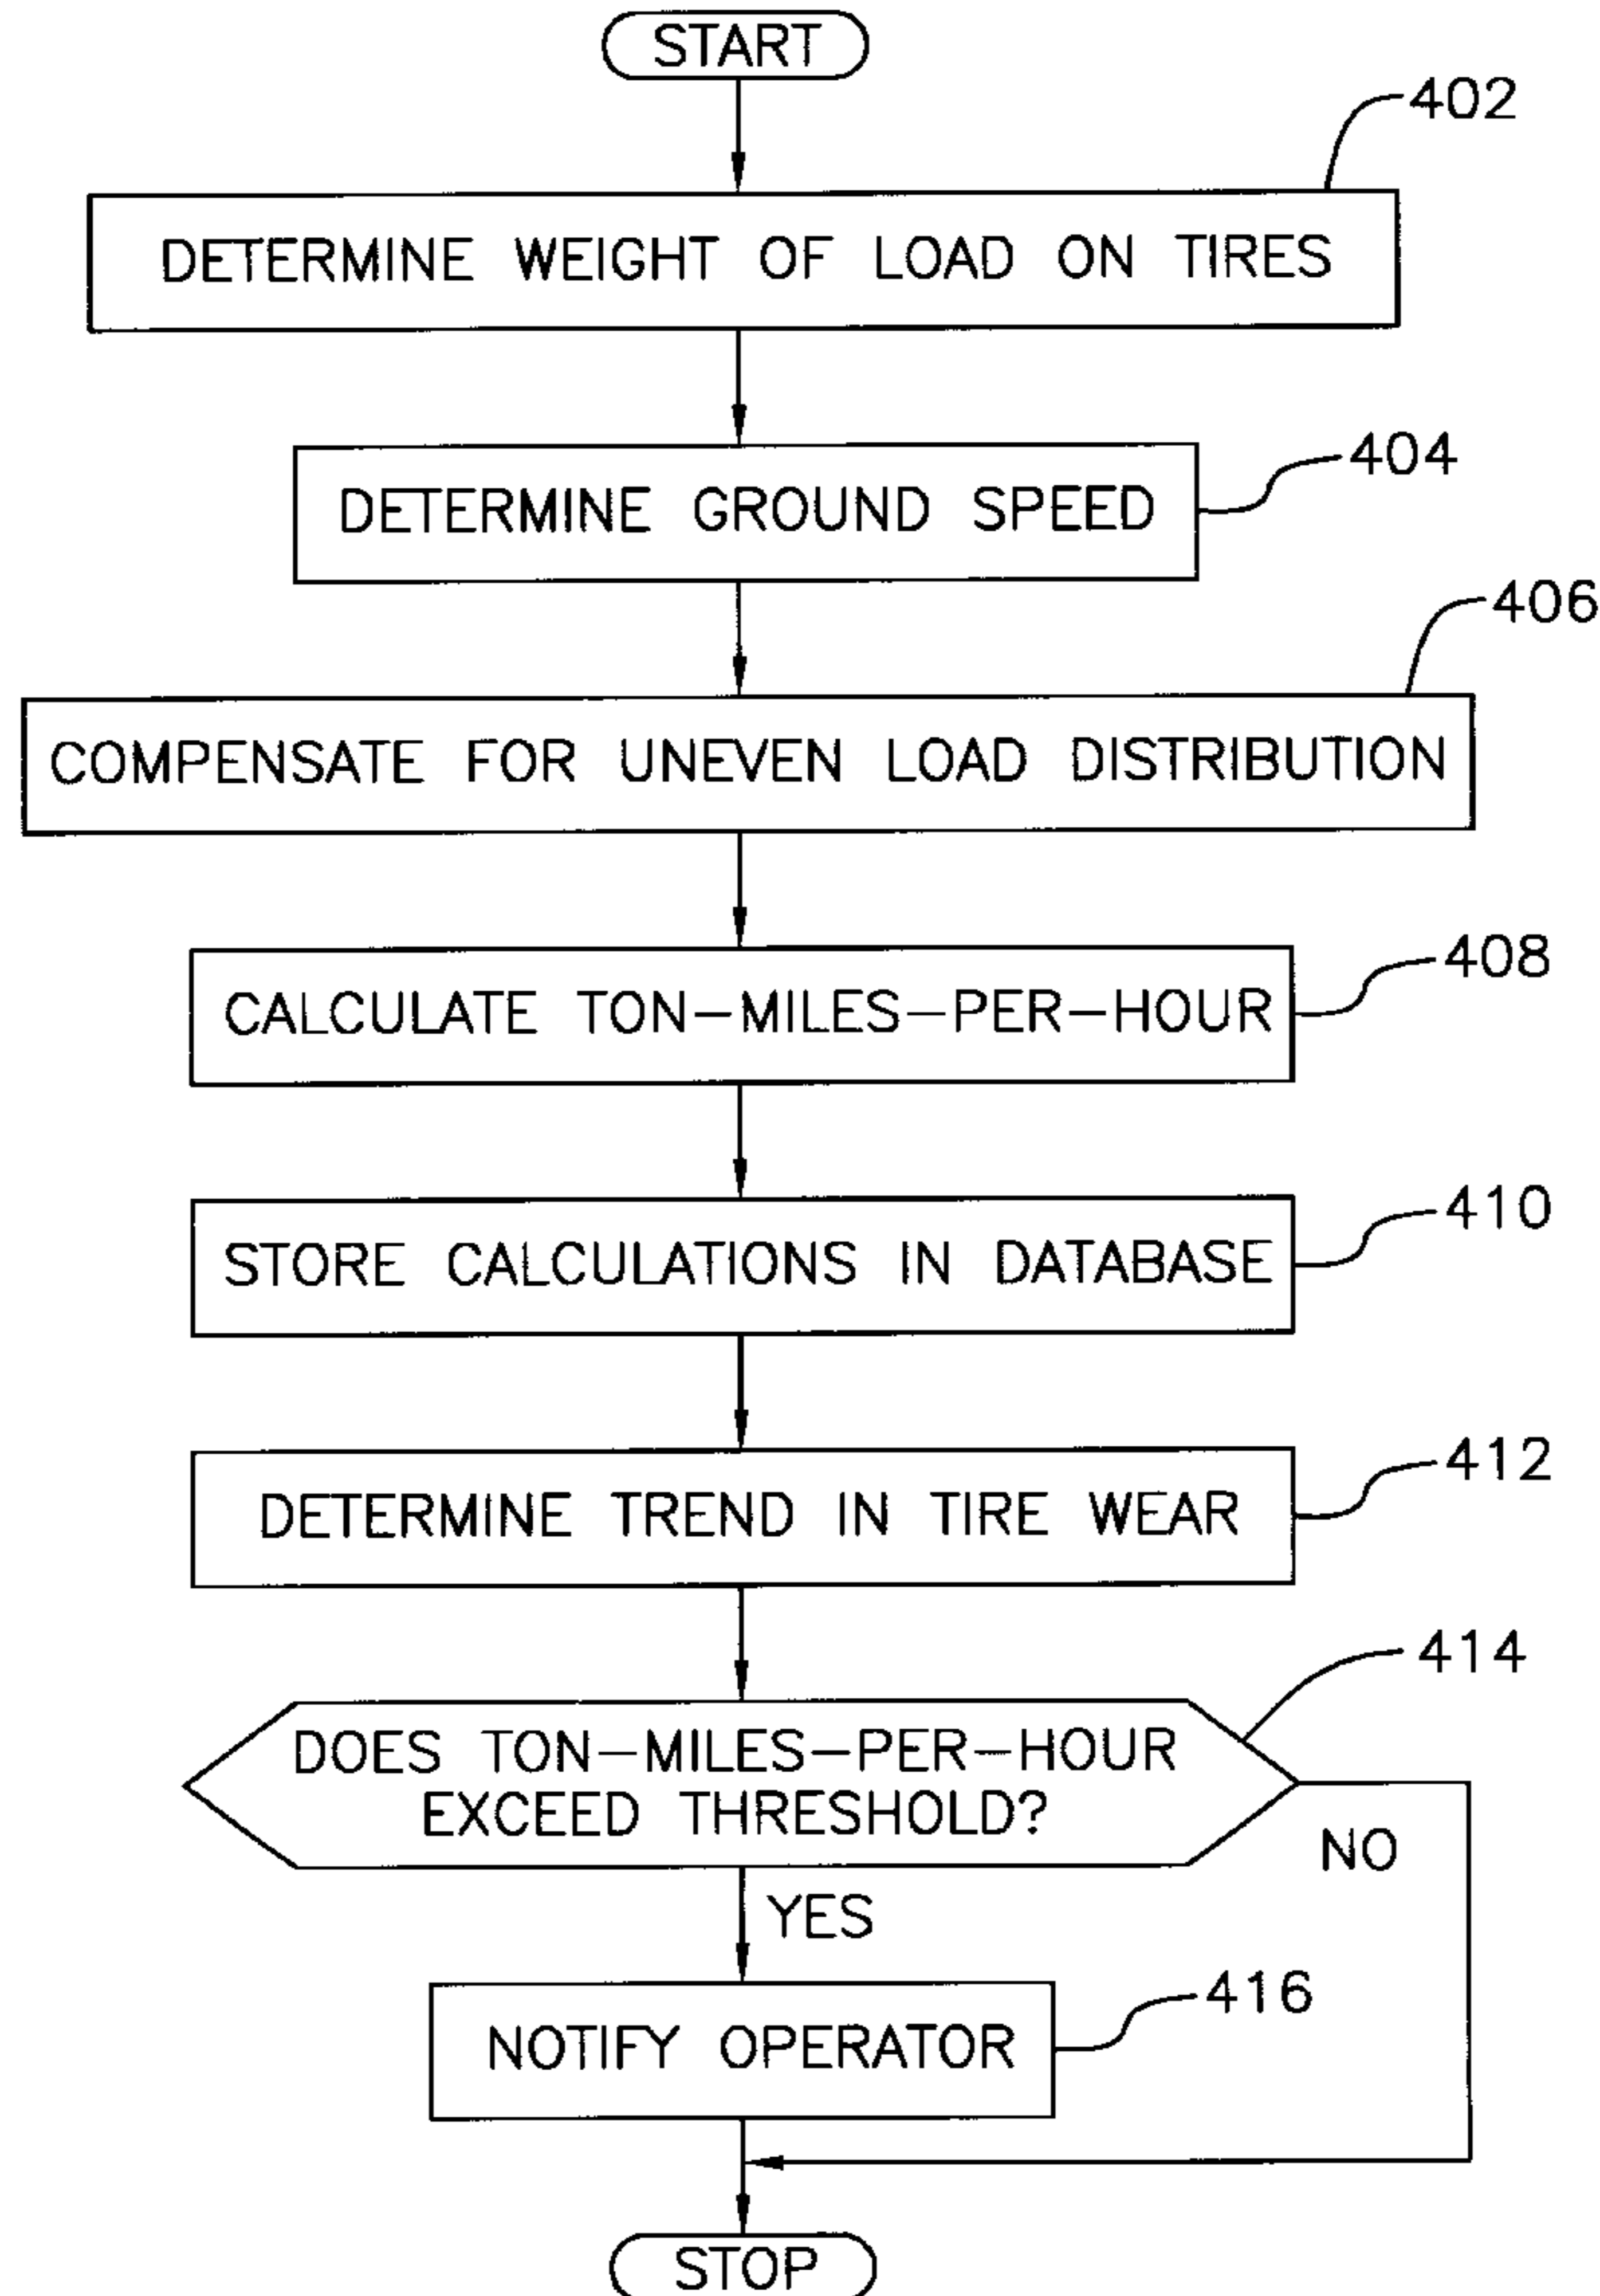 START
402
DETERMINE WEIGHT OF LOAD ON TIRES
404
DETERMINE GROUND SPEED
406
COMPENSATE FOR UNEVEN LOAD DISTRIBUTION
408
CALCULATE TON-MILES-PER-HOUR
410
STORE CALCULATIONS IN DATABASE
412
DETERMINE TREND IN TIRE WEAR
414
DOES TON-MILES-PER-HOUR
EXCEED THRESHOLD?
NO
YES
416
NOTIFY OPERATOR
STOP